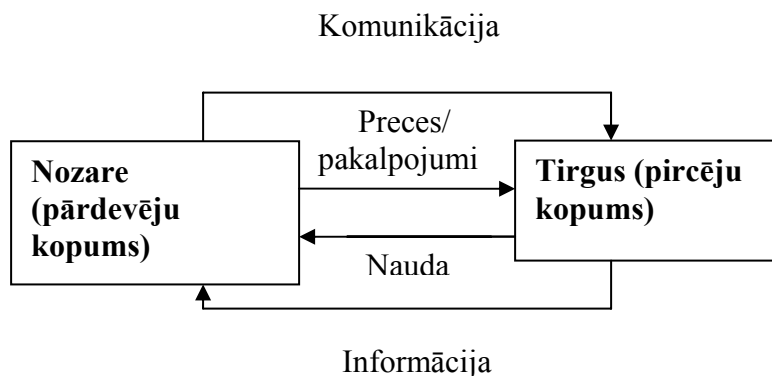 Komunikācija
Preces/
pakalpojumi
Nozare
(pārdevēju
kopums)
Tirgus (pircēju
kopums)
Nauda
Informācija